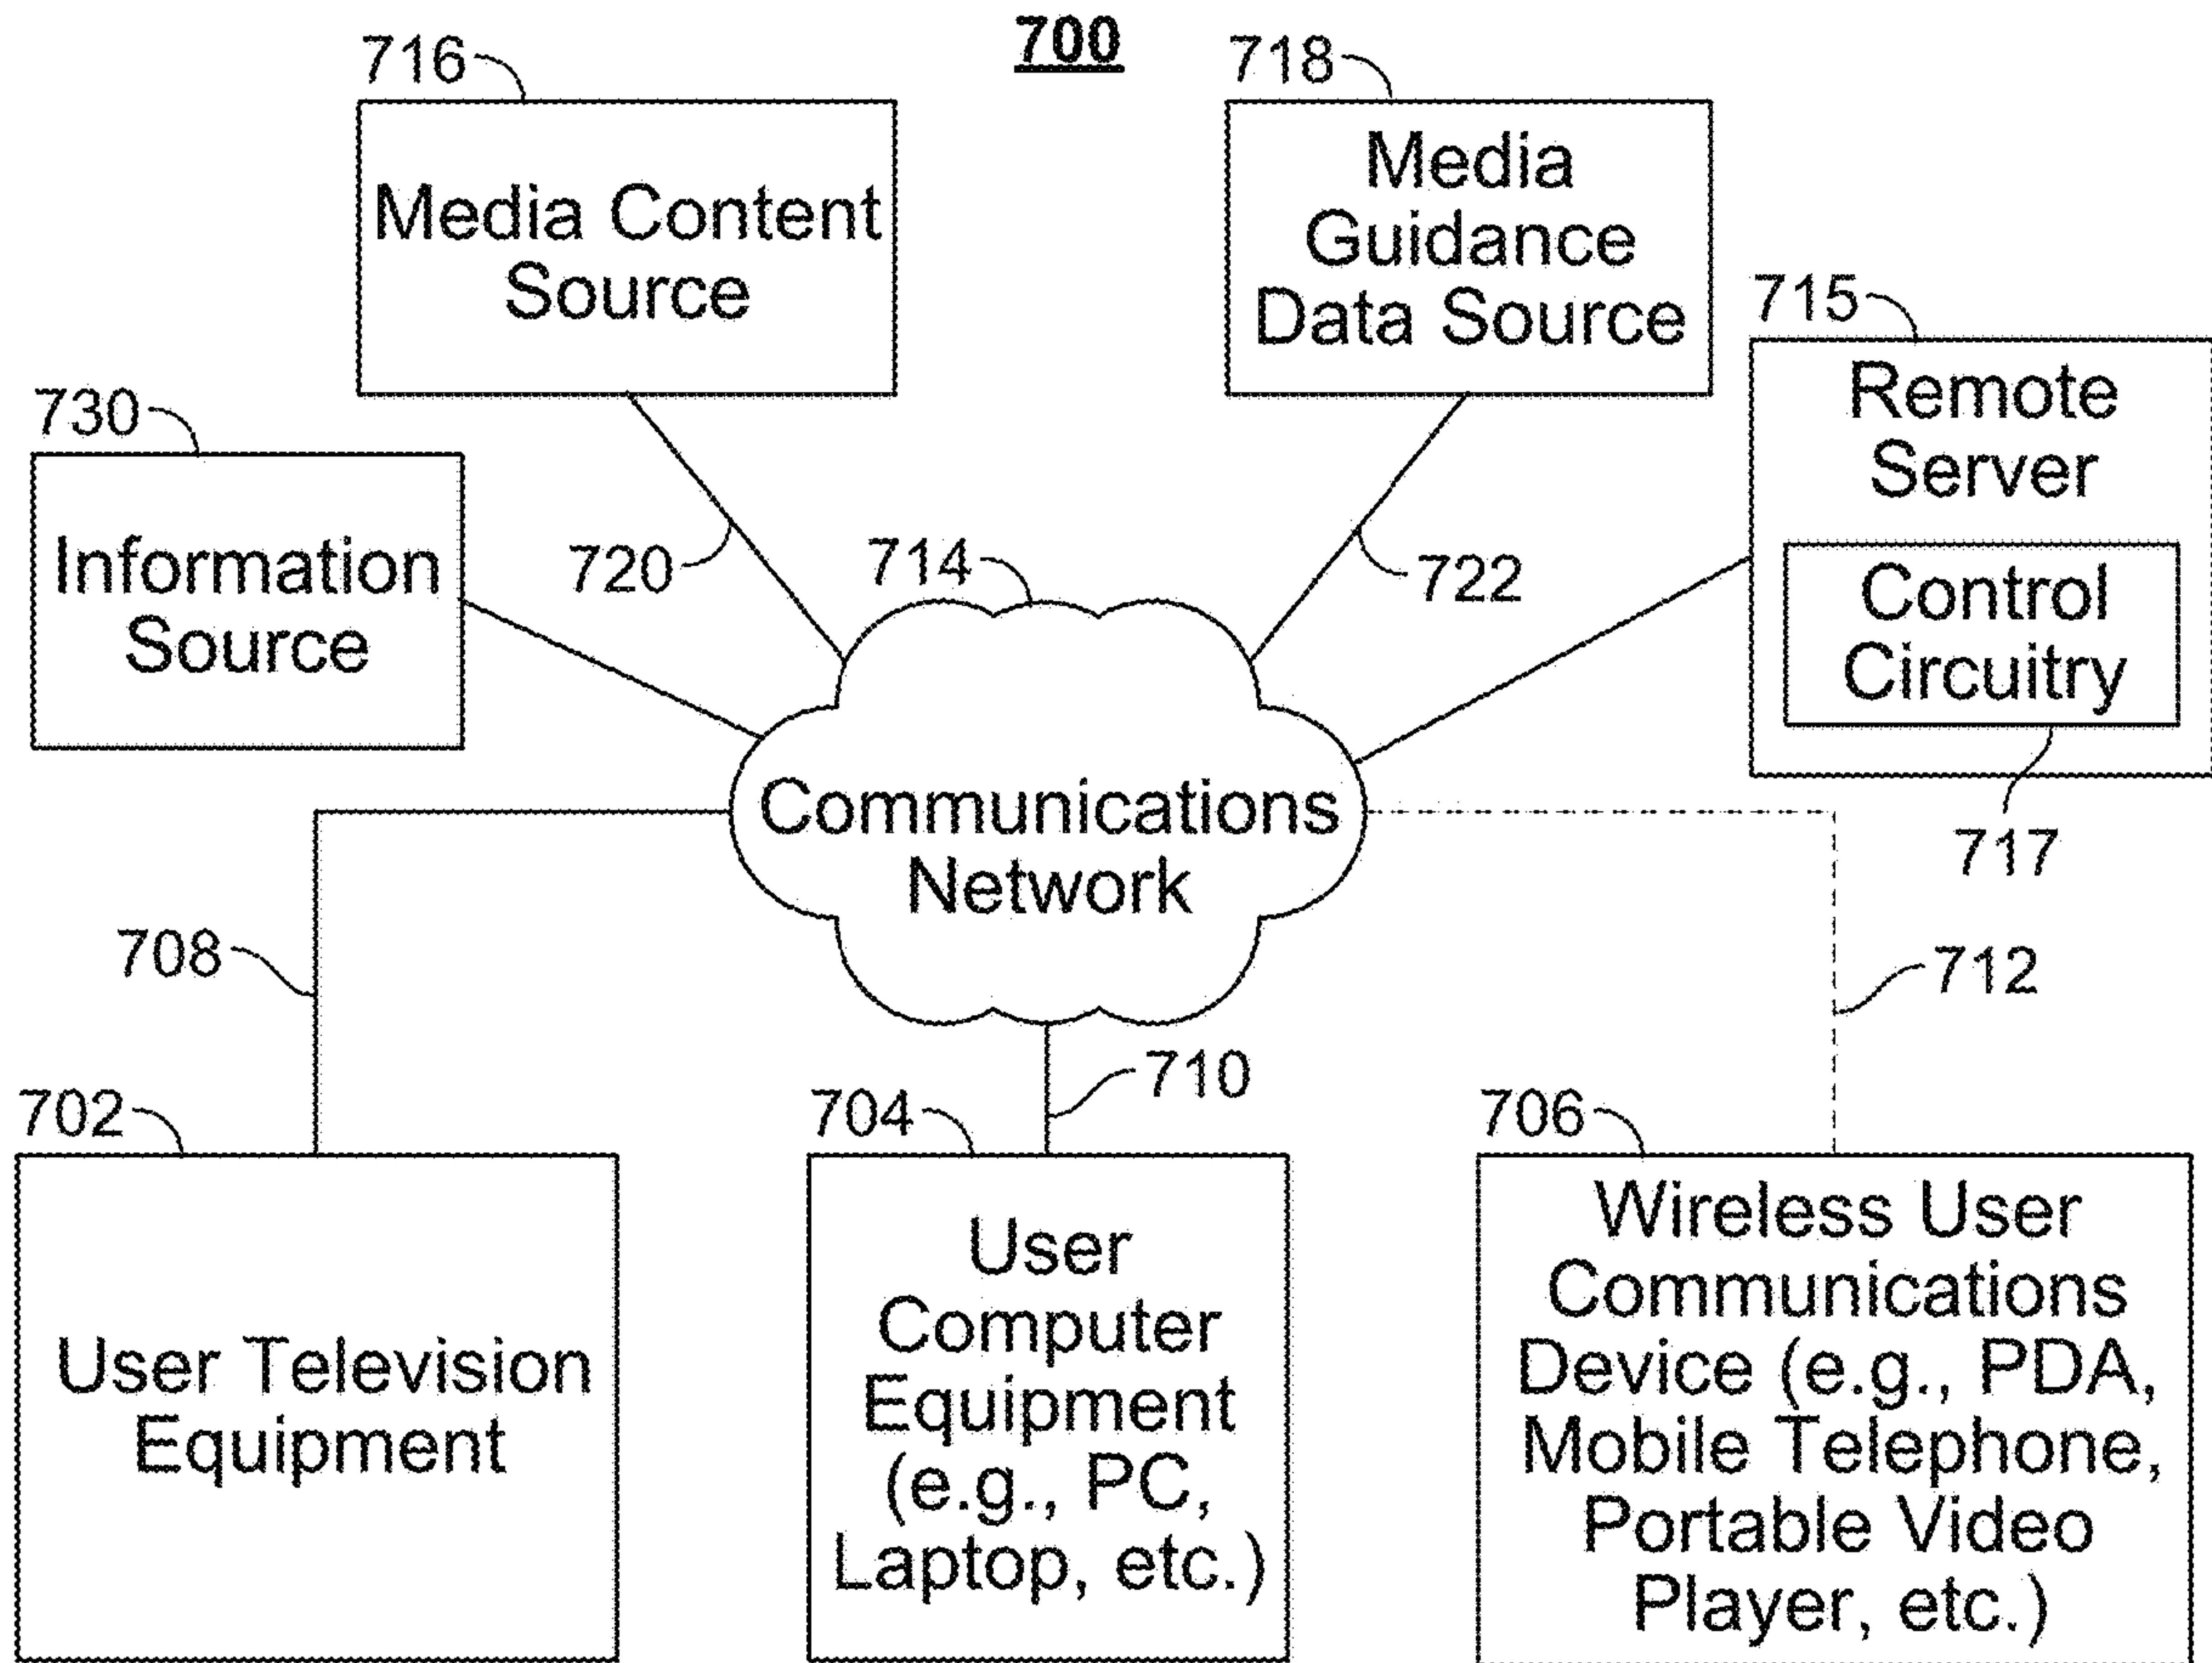 700
716
718
Media Content
Source
Media
Guidance
Data Source
715
Remote
Server
Control
Circuitry
717
730
Information
Source
720
722
714
Communications
Network
708
710
712
702
User Television
Equipment
704
User
Computer
Equipment
(e.g., PC,
Laptop, etc.)
706
Wireless User
Communications
Device (e.g., PDA,
Mobile Telephone,
Portable Video
Player, etc.)